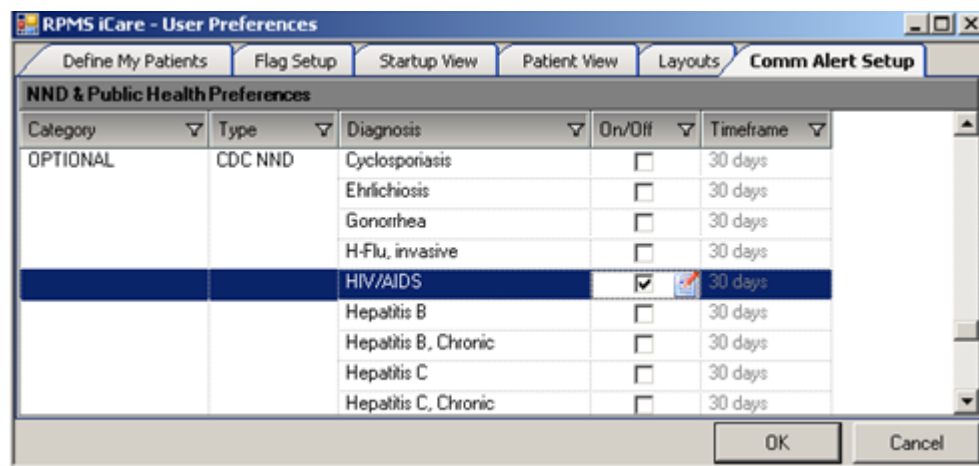 RPMS iCare - User Preferences
Define My Patients Flag Setup Startup View Patient View Layouts Comm Alert Setup
NND & Public Health Preferences
Category Type Diagnosis On/Off Timeframe
OPTIONAL CDC NND Cyclosporiasis 30 days
Ehrlichiosis 30 days
Gonorrhea 30 days
H-Flu, invasive 30 days
HIV/AIDS 30 days
Hepatitis B 30 days
Hepatitis B, Chronic 30 days
Hepatitis C 30 days
Hepatitis C, Chronic 30 days
OK Cancel